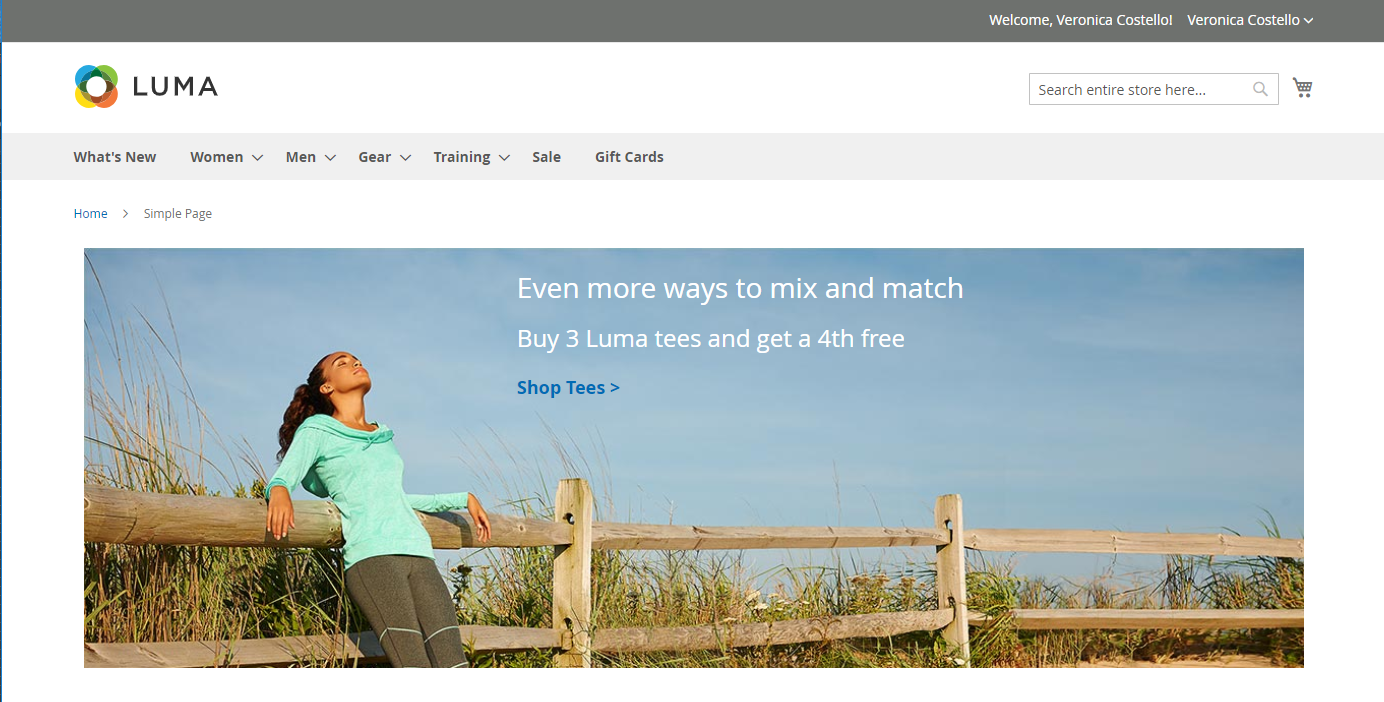 Welcome, Veronica Costello! Veronica Costello
LUMA
Search entire store here...
What's New Women Men Gear Training Sale Gift Cards
Home > Simple Page
Even more ways to mix and match
Buy 3 Luma tees and get a 4th free
Shop Tees >